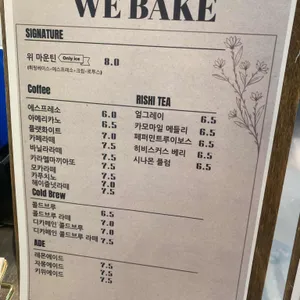 WE BAKE
SIGNATURE
위 마운틴 Only ice 8.0
Coffee
에스프레소 6.0
아메리카노 6.5
플랫화이트 7.0
카페라떼 7.0
바닐라라떼 7.5
카라멜마끼아또 7.5
모카라떼 7.5
카푸치노 7.5
헤이즐넛라떼 7.0
7.5
RISHI TEA
얼그레이 6.5
카모마일 메들리 6.5
페퍼민트루이보스 6.5
히비스커스 베리 6.5
시나몬 플럼 6.5
Cold Brew
콜드브루 6.5
콜드브루 라떼 7.5
디카페인 콜드브루 7.0
디카페인 콜드브루 라떼 7.5
ADE
레몬에이드 7.5
자몽에이드 7.5
키위에이드 7.5